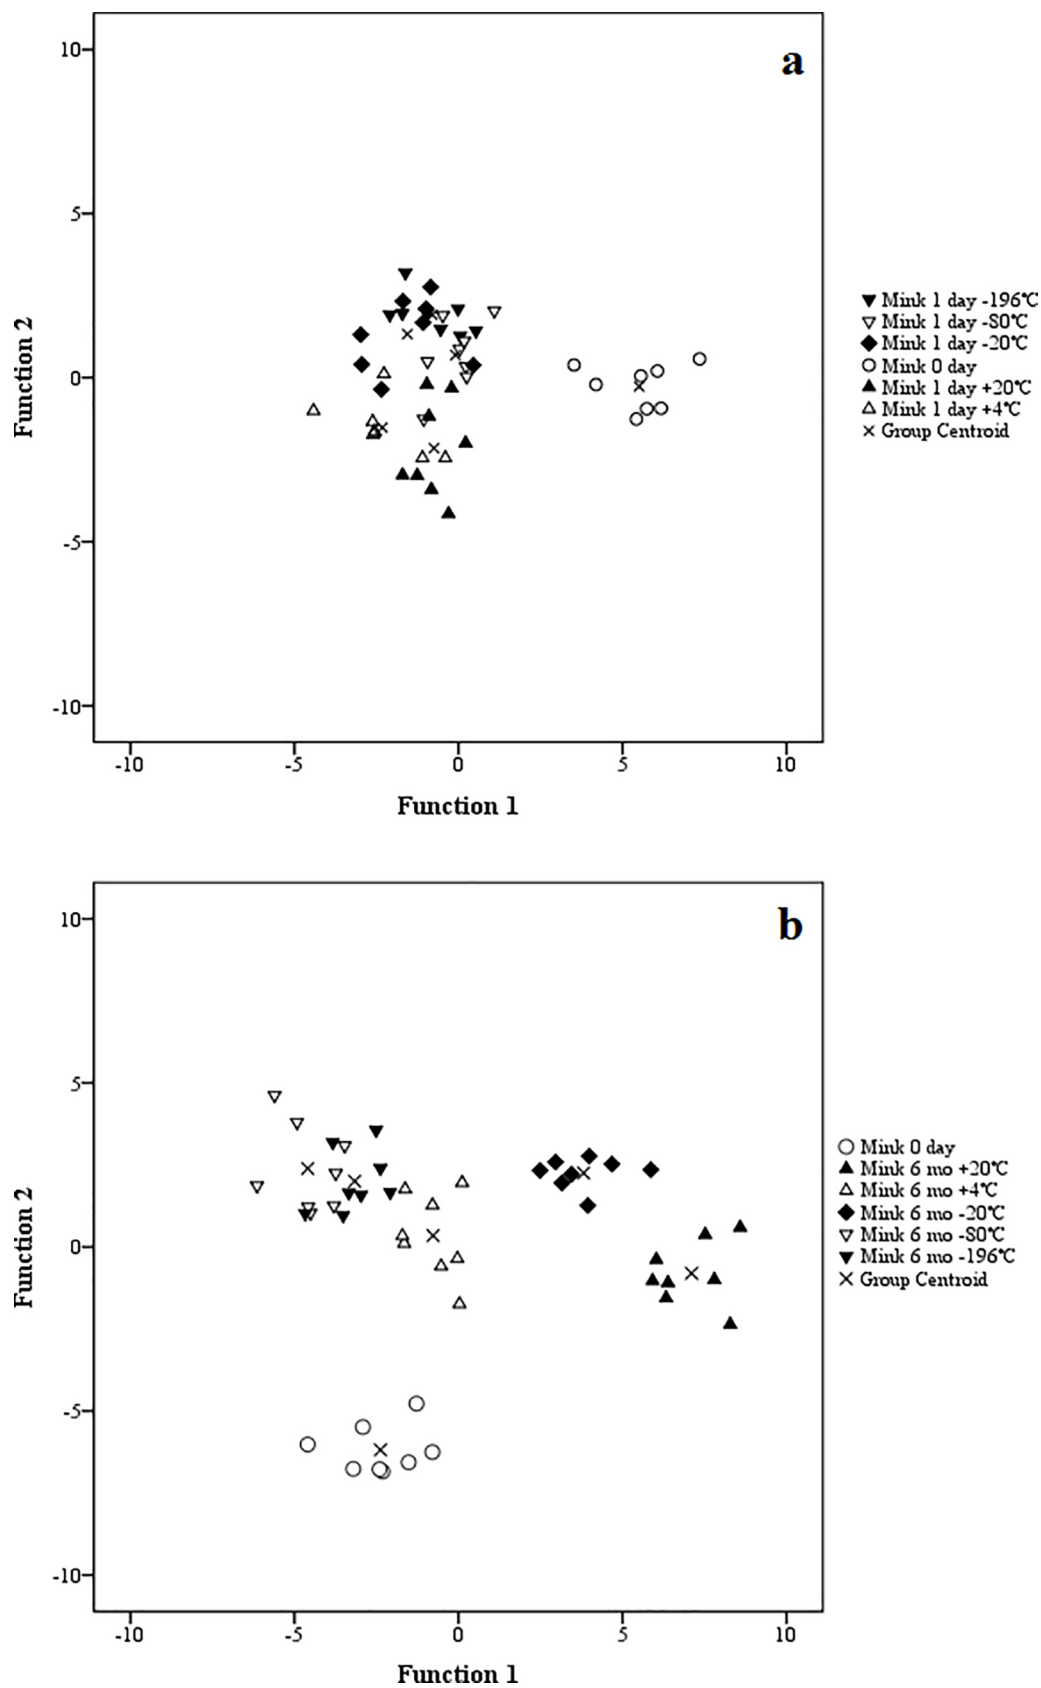 a
10
5
0
-5
-10
Function 2
-10 -5 0 5 10
Function 1
Mink 1 day -196°C
Mink 1 day -80°C
Mink 1 day -20°C
Mink 0 day
Mink 1 day +20°C
Mink 1 day +4°C
Group Centroid
b
10
5
0
-5
-10
Function 2
-10 -5 0 5 10
Function 1
Mink 0 day
Mink 6 mo +20°C
Mink 6 mo +4°C
Mink 6 mo -20°C
Mink 6 mo -80°C
Mink 6 mo -196°C
Group Centroid